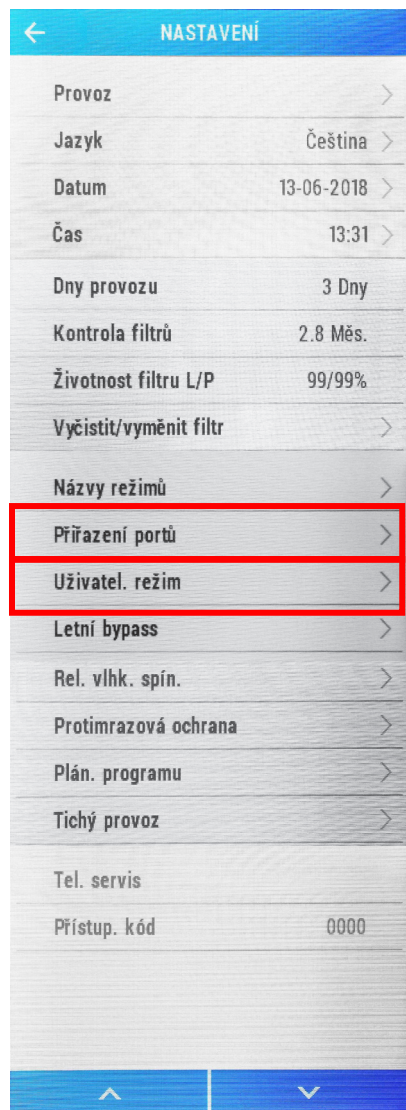 NASTAVENÍ
Provoz
Jazyk Čeština
Datum 13-06-2018
Čas 13:31
Dny provozu 3 Dny
Kontrola filtrů 2.8 Měs.
Životnost filtru L/P 99/99%
Vyčistit/vyměnit filtr
Názvy režimů
Přiřazení portů
Uživatel. režim
Letní bypass
Rel. vlhk. spín.
Protimrazová ochrana
Plán. programu
Tichý provoz
Tel. servis
Přístup. kód 0000